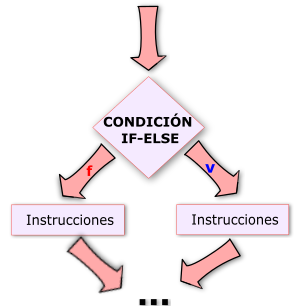 CONDICIÓN
IF-ELSE
f
v
Instrucciones
Instrucciones
...